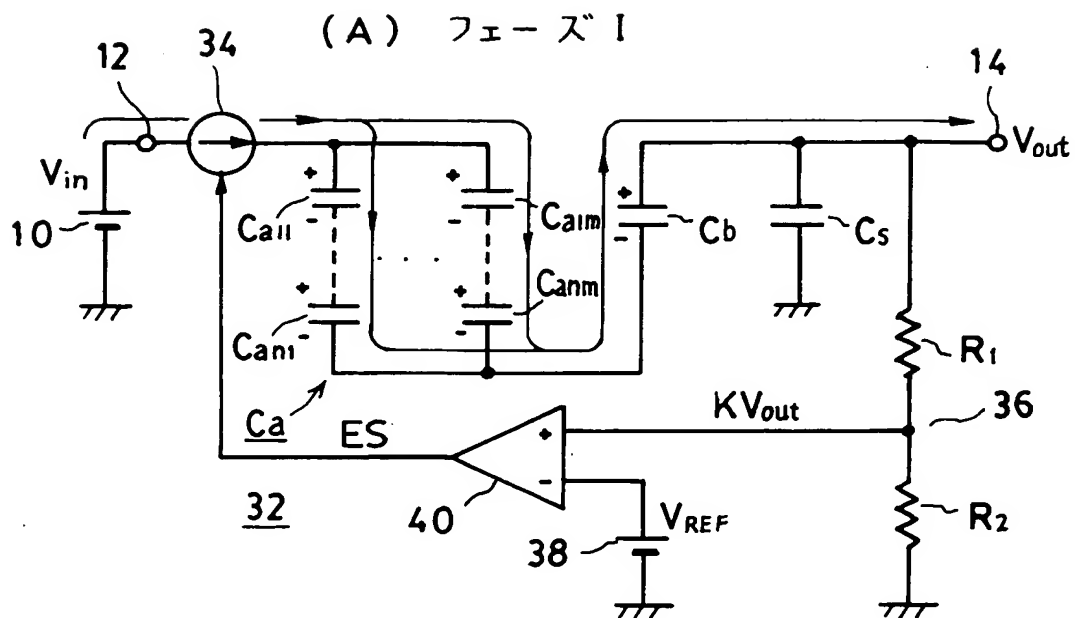 (A) フェーズ I
34
12
14
Vin
Vout
10
+
-
Ca11
+
-
Ca1m
+
-
Cb
Cs
. . . .
+
-
Can1
+
-
Canm
R1
Ca
ES
KVout
36
+
-
32
40
VREF
38
R2